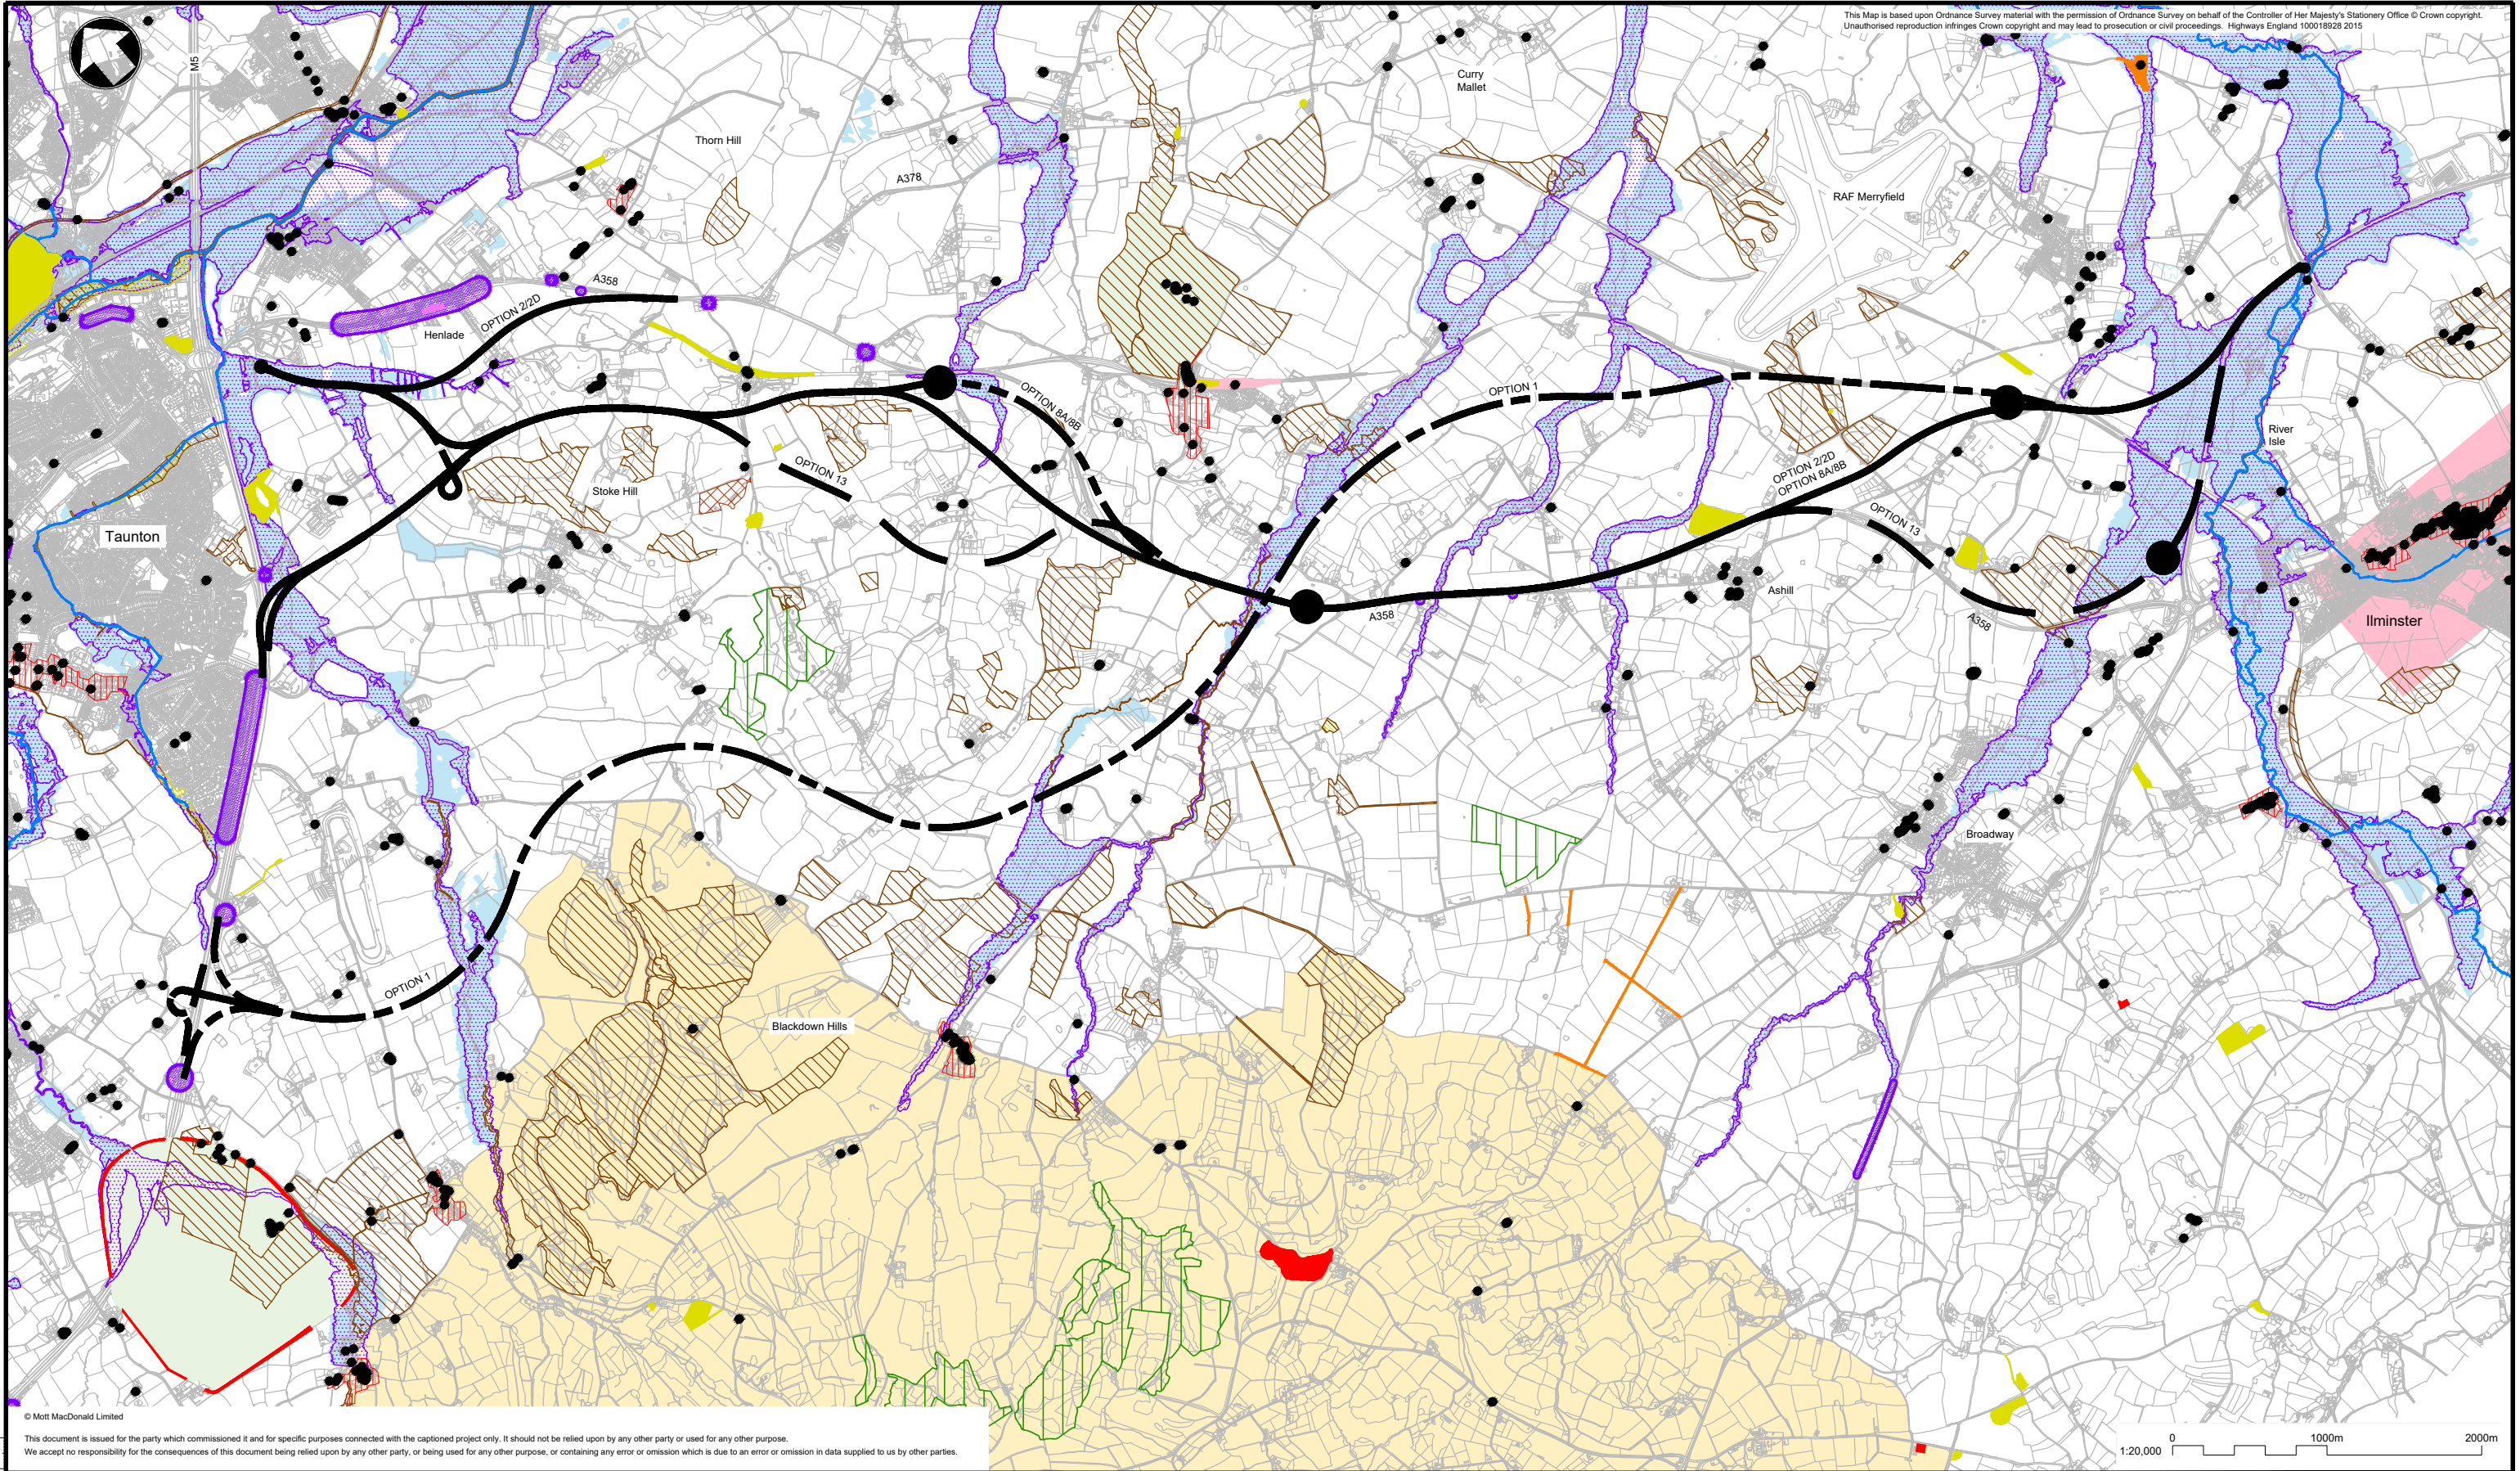 This Map is based upon Ordnance Survey material with the permission of Ordnance Survey on behalf of the Controller of Her Majesty's Stationery Office © Crown copyright.
Unauthorised reproduction infringes Crown copyright and may lead to prosecution or civil proceedings. Highways England 100018928 2015
M5
Curry
Mallet
Thorn Hill
A378
RAF Merryfield
A358
OPTION 2/2D
Henlade
OPTION 8A/8B
OPTION 1
River
Isle
OPTION 13
Stoke Hill
OPTION 2/2D
OPTION 8A/8B
OPTION 13
Taunton
Ashill
A358
A358
Ilminster
Broadway
OPTION 1
Blackdown Hills
© Mott MacDonald Limited
This document is issued for the party which commissioned it and for specific purposes connected with the captioned project only. It should not be relied upon by any other party or used for any other purpose.
We accept no responsibility for the consequences of this document being relied upon by any other party, or being used for any other purpose, or containing any error or omission which is due to an error or omission in data supplied to us by other parties.
1:20,000
0 1000m 2000m